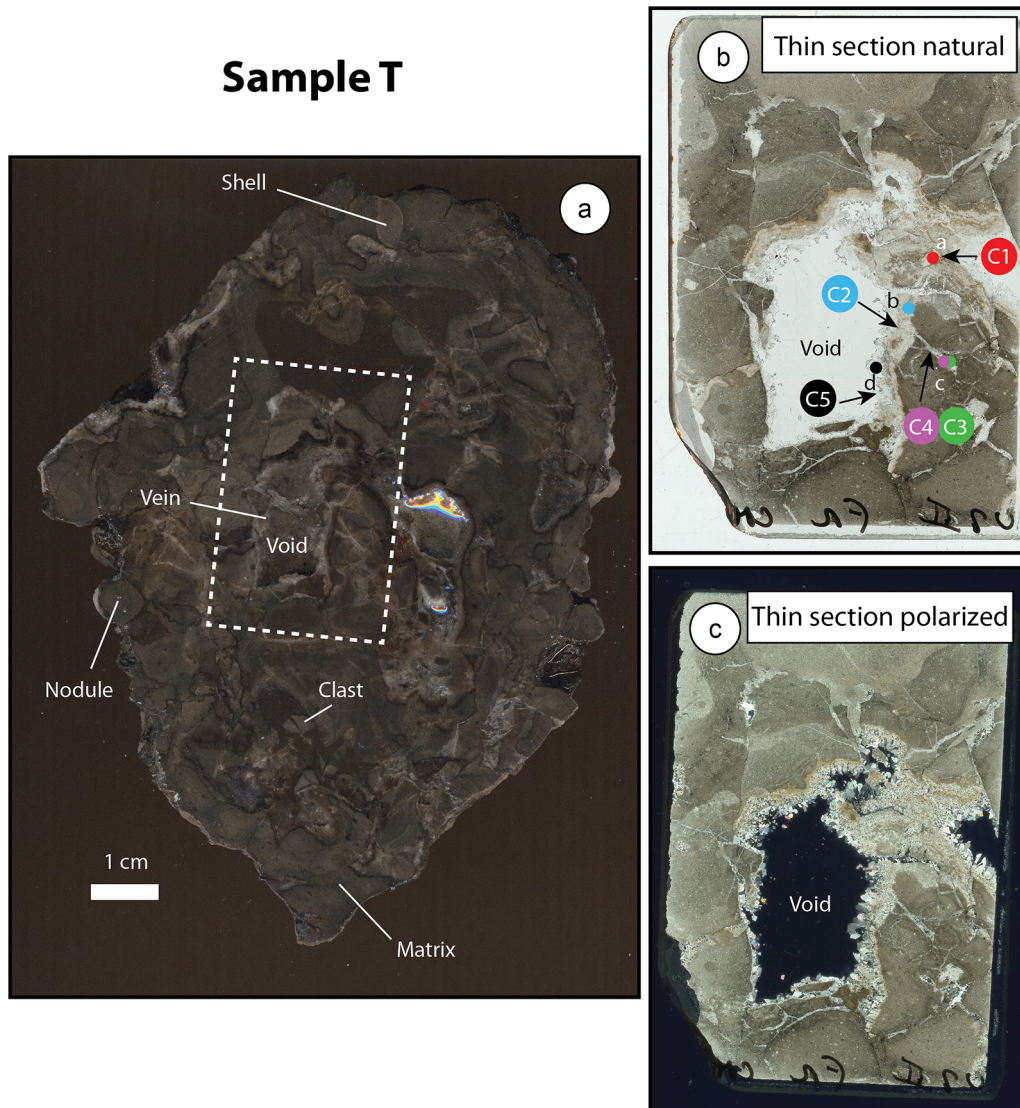 Sample T
a
Shell
Vein
Void
Nodule
Clast
1 cm
Matrix
b
Thin section natural
a
C1
C2
b
Void
c
d
C5
C4
C3
c
Thin section polarized
Void